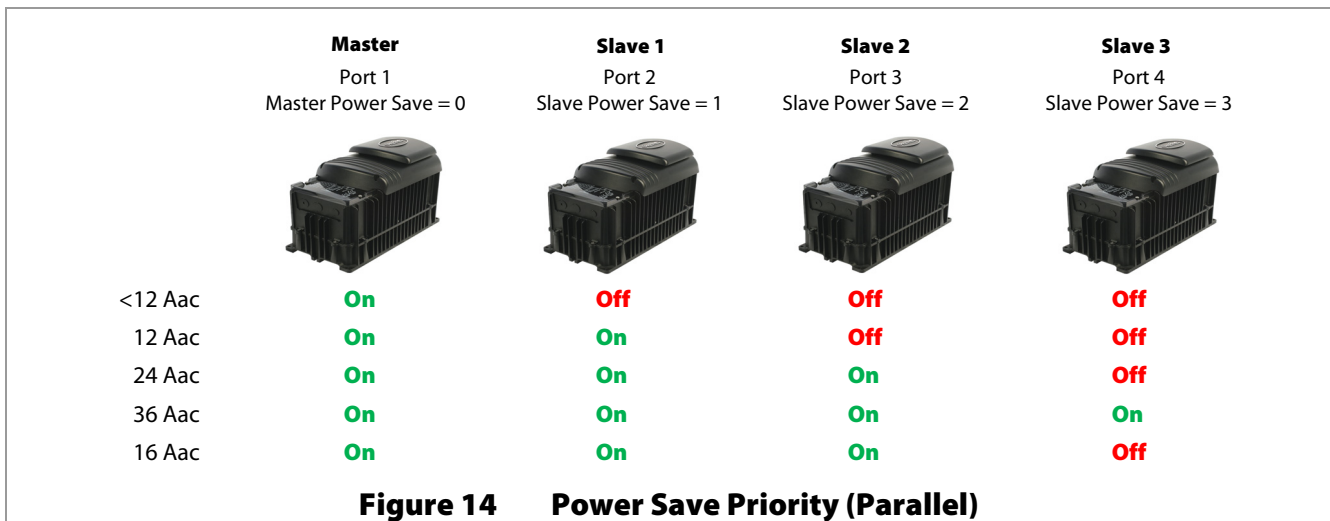 Master Slave 1 Slave 2 Slave 3
Port 1 Port 2 Port 3 Port 4
Master Power Save = 0 Slave Power Save = 1 Slave Power Save = 2 Slave Power Save = 3
<12 Aac On Off Off Off
12 Aac On On Off Off
24 Aac On On On Off
36 Aac On On On On
16 Aac On On On Off
Figure 14 Power Save Priority (Parallel)